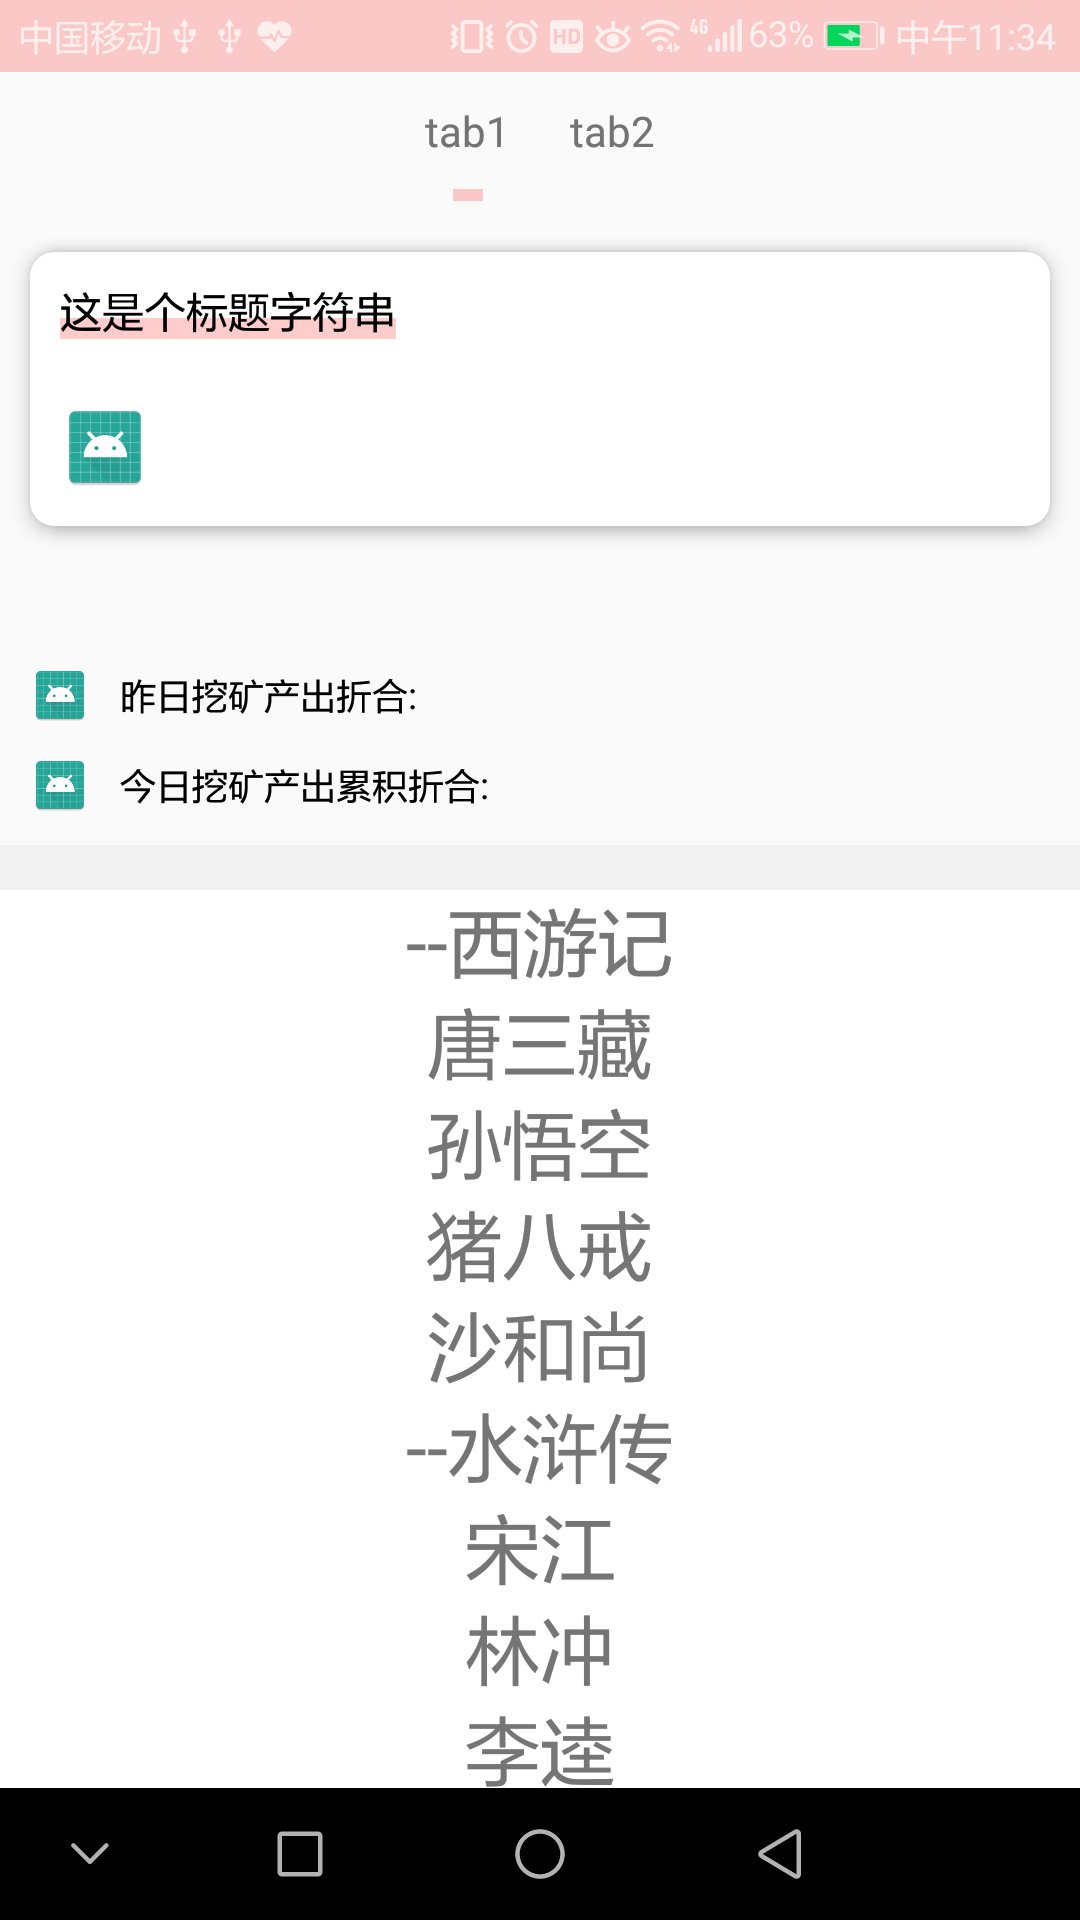 中国移动 HD 4G 63% 中午11:34
tab1 tab2
这是个标题字符串
昨日挖矿产出折合:
今日挖矿产出累积折合:
--西游记
唐三藏
孙悟空
猪八戒
沙和尚
--水浒传
宋江
林冲
李逵